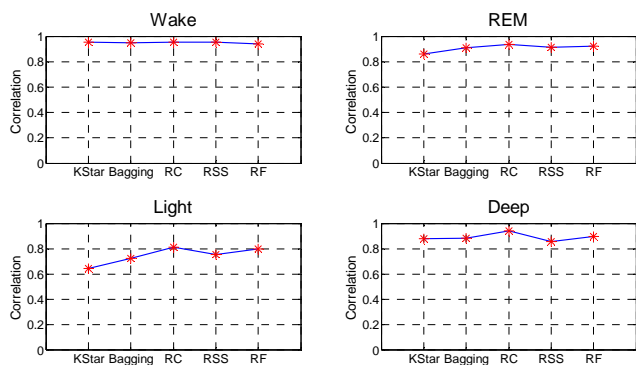 Wake
Correlation
1
0.8
0.6
0.4
0.2
0
KStar Bagging RC RSS RF
REM
Correlation
1
0.8
0.6
0.4
0.2
0
KStar Bagging RC RSS RF
Light
Correlation
1
0.8
0.6
0.4
0.2
0
KStar Bagging RC RSS RF
Deep
Correlation
1
0.8
0.6
0.4
0.2
0
KStar Bagging RC RSS RF